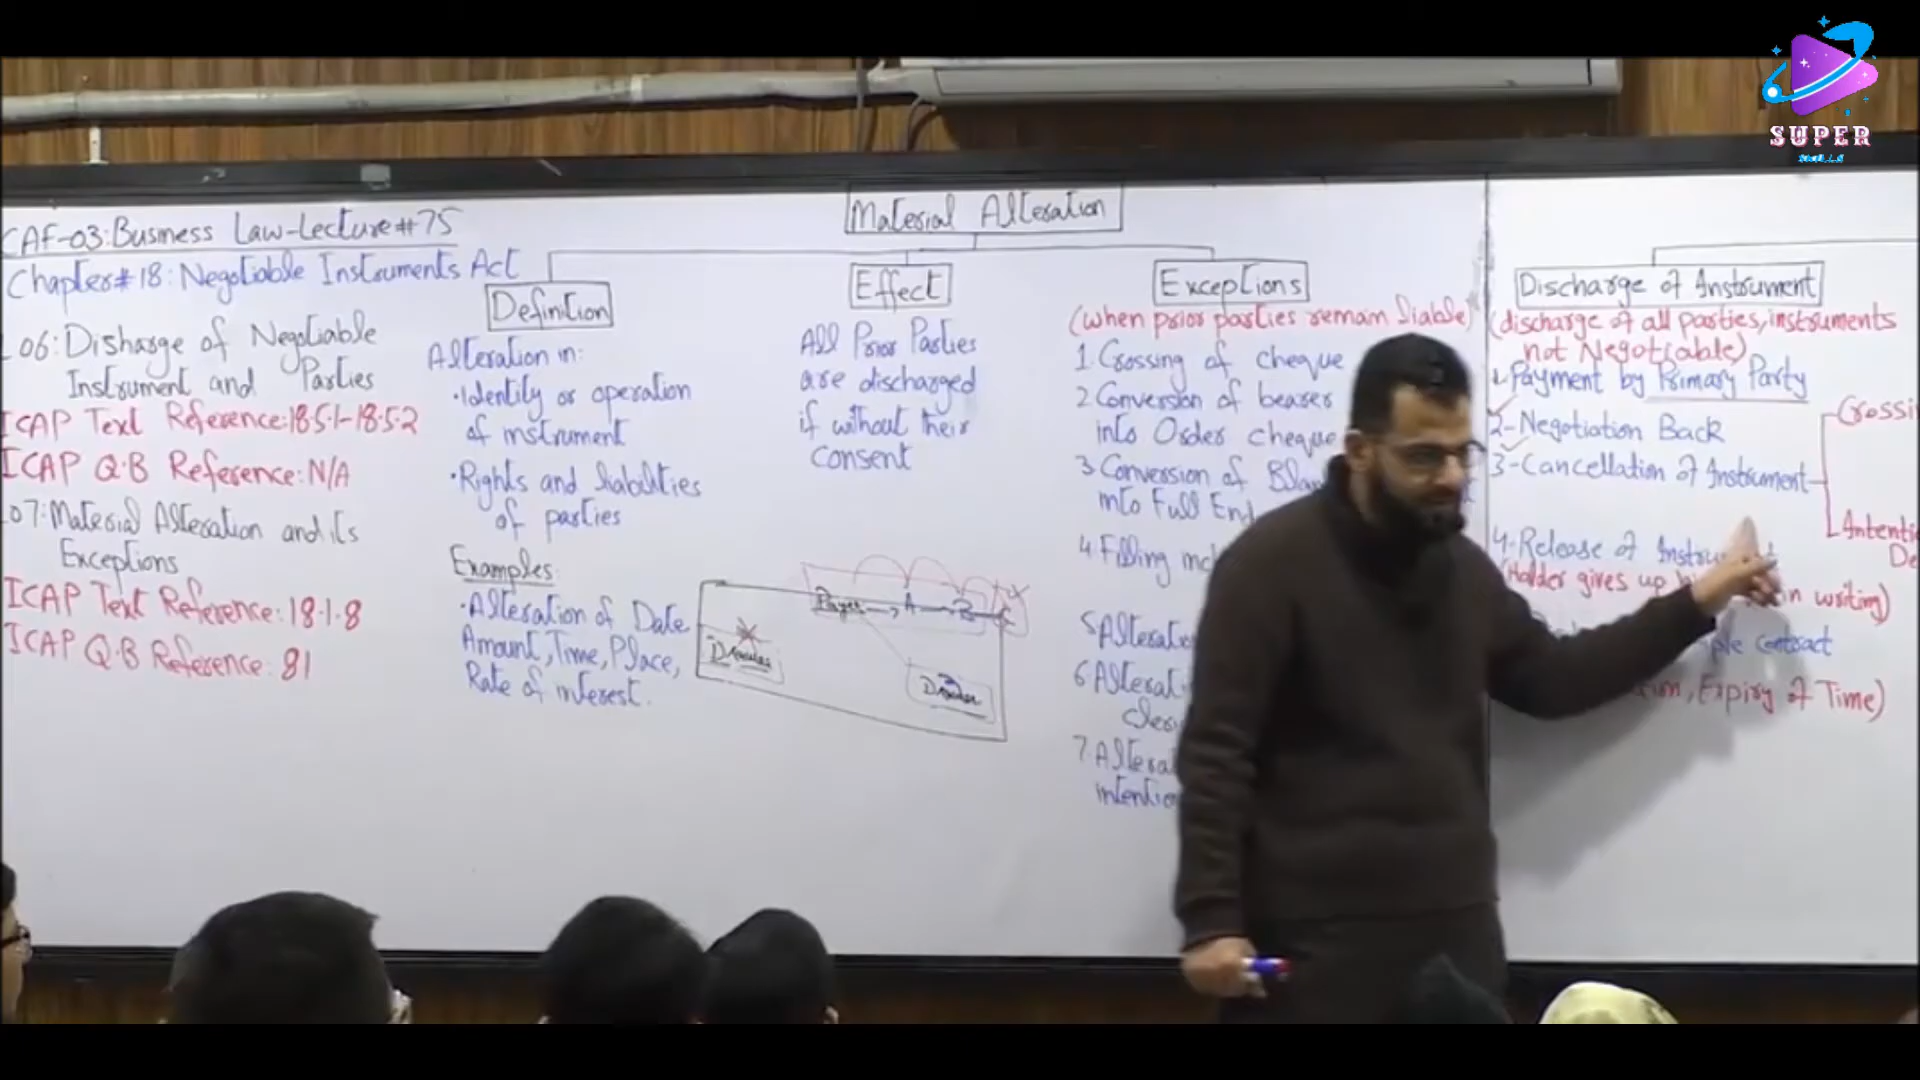 SUPER
CAF-03:Business Law-Lecture#75
Chapter#18:Negotiable Instruments Act
06:Disharge of Negotiable
Instrument and Parties
ICAP Text Reference:18.5.1-18.5.2
ICAP Q.B Reference:N/A
07:Material Alteration and its
Exceptions
ICAP Text Reference:18.1.8
ICAP Q.B Reference: 81
Material Alteration
Definition
Alteration in:
•Identity or operation
of instrument
•Rights and liabilities
of parties
Examples:
•Alteration of Date
Amount, Time, Place,
Rate of interest.
Effect
All Prior Parties
are discharged
if without their
consent
Payee → A → B → C
Drawee
Drawer
Exceptions
(when prior parties remain liable)
1.Crossing of cheque
2.Conversion of bearer
into Order cheque
3.Conversion of
into Full
4.Filling
5.
6.
7.
Discharge of Instrument
(discharge of all parties, instruments
not Negotiable)
1-Payment by Primary Party
2-Negotiation Back
3-Cancellation of Instrument
4-Release of
(Holder gives up in writing)
contract
Expiry of Time)